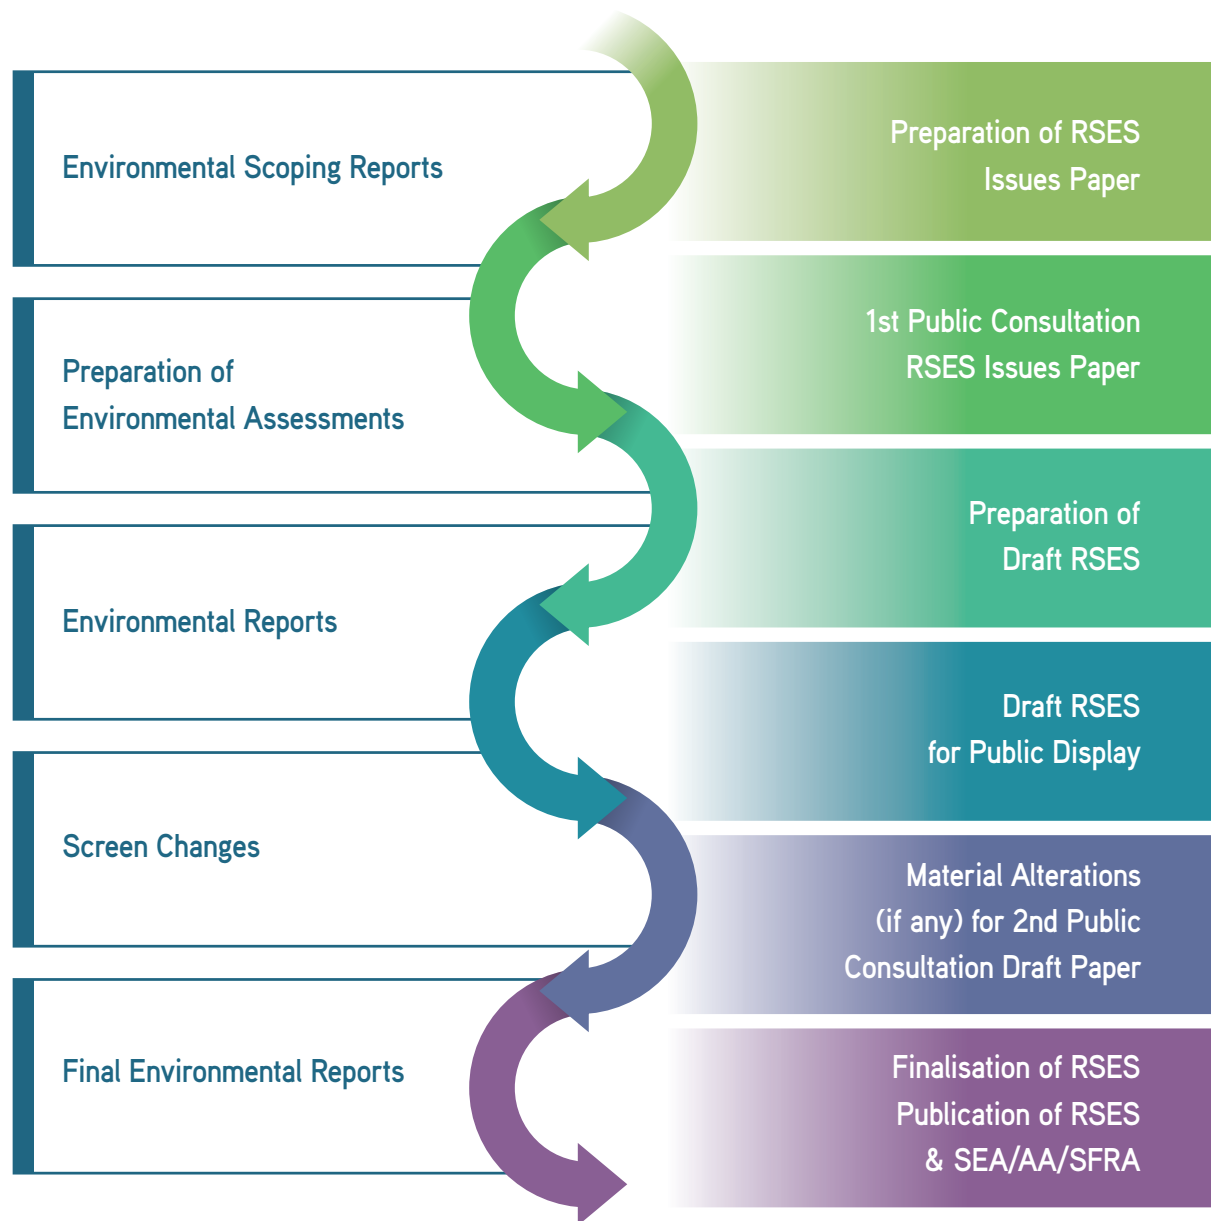 Environmental Scoping Reports
Preparation of
Environmental Assessments
Environmental Reports
Screen Changes
Final Environmental Reports
Preparation of RSES
Issues Paper
1st Public Consultation
RSES Issues Paper
Preparation of
Draft RSES
Draft RSES
for Public Display
Material Alterations
(if any) for 2nd Public
Consultation Draft Paper
Finalisation of RSES
Publication of RSES
& SEA/AA/SFRA